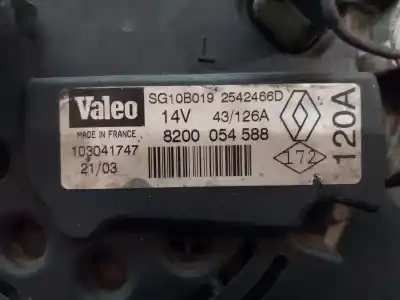 Valeo
MADE IN FRANCE
103041747
21/03
SG10B019 2542466D
14V 43/126A
8200 054 588
172
120A